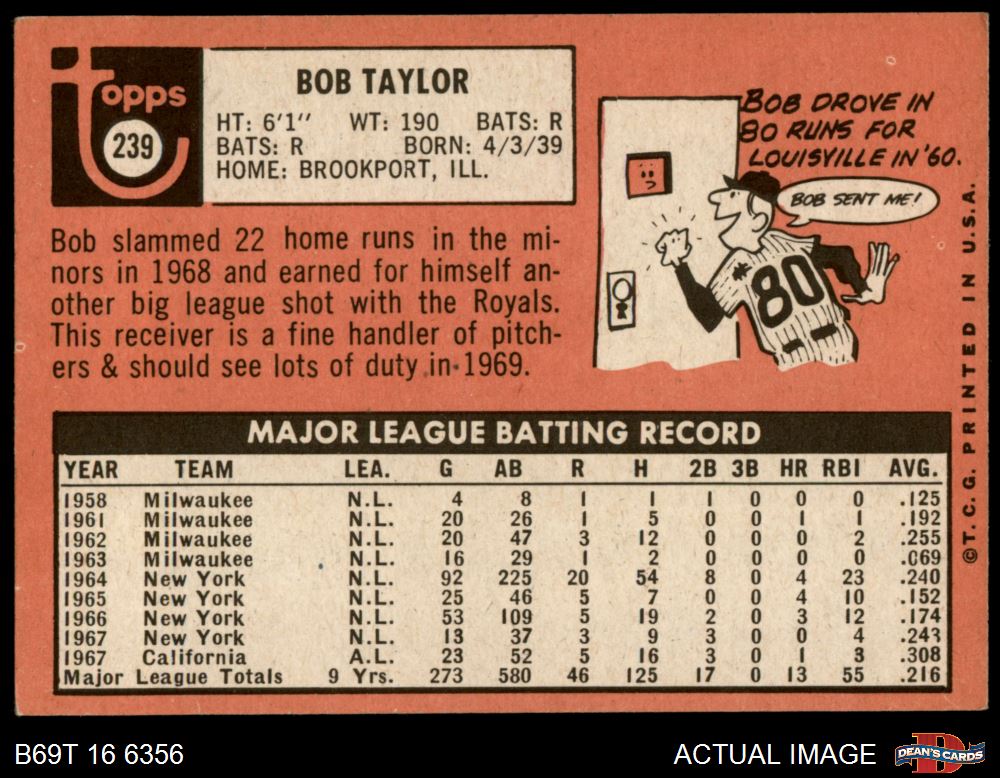 Topps
239
BOB TAYLOR
HT: 6'1" WT: 190 BATS: R
BATS: R BORN: 4/3/39
HOME: BROOKPORT, ILL.
Bob slammed 22 home runs in the mi-
nors in 1968 and earned for himself an-
other big league shot with the Royals.
This receiver is a fine handler of pitch-
ers & should see lots of duty in 1969.
BOB DROVE IN
80 RUNS FOR
LOUISVILLE IN '60.
BOB SENT ME!
#80
©T. C. G. PRINTED IN U.S.A.
MAJOR LEAGUE BATTING RECORD
YEAR TEAM LEA. G AB R H 2B 3B HR RBI AVG.
1958 Milwaukee N.L. 4 8 1 1 1 0 0 0 .125
1961 Milwaukee N.L. 20 26 1 5 0 0 1 1 .192
1962 Milwaukee N.L. 20 47 3 12 0 0 0 2 .255
1963 Milwaukee N.L. 16 29 1 2 0 0 0 0 .069
1964 New York N.L. 92 225 20 54 8 0 4 23 .240
1965 New York N.L. 25 46 5 7 0 0 4 10 .152
1966 New York N.L. 53 109 5 19 2 0 3 12 .174
1967 New York N.L. 13 37 3 9 3 0 0 4 .243
1967 California A.L. 23 52 5 16 3 0 1 3 .308
Major League Totals 9 Yrs. 273 580 46 125 17 0 13 55 .216
B69T 16 6356
ACTUAL IMAGE
DEAN'S CARDS